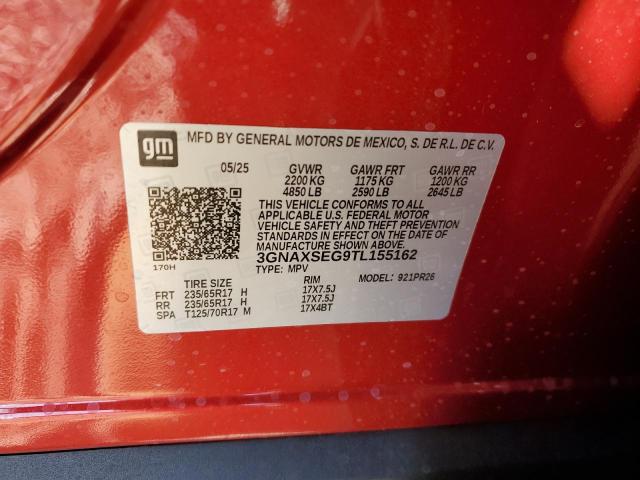 gm
MFD BY GENERAL MOTORS DE MEXICO, S. DE R.L. DE C.V.
05/25 GVWR GAWR FRT GAWR RR
2200 KG 1175 KG 1200 KG
4850 LB 2590 LB 2645 LB
THIS VEHICLE CONFORMS TO ALL
APPLICABLE U.S. FEDERAL MOTOR
VEHICLE SAFETY AND THEFT PREVENTION
STANDARDS IN EFFECT ON THE DATE OF
MANUFACTURE SHOWN ABOVE.
3GNAXSEG9TL155162
170H
TYPE: MPV MODEL: 921PR26
TIRE SIZE RIM
FRT 235/65R17 H 17X7.5J
RR 235/65R17 H 17X7.5J
SPA T125/70R17 M 17X4BT